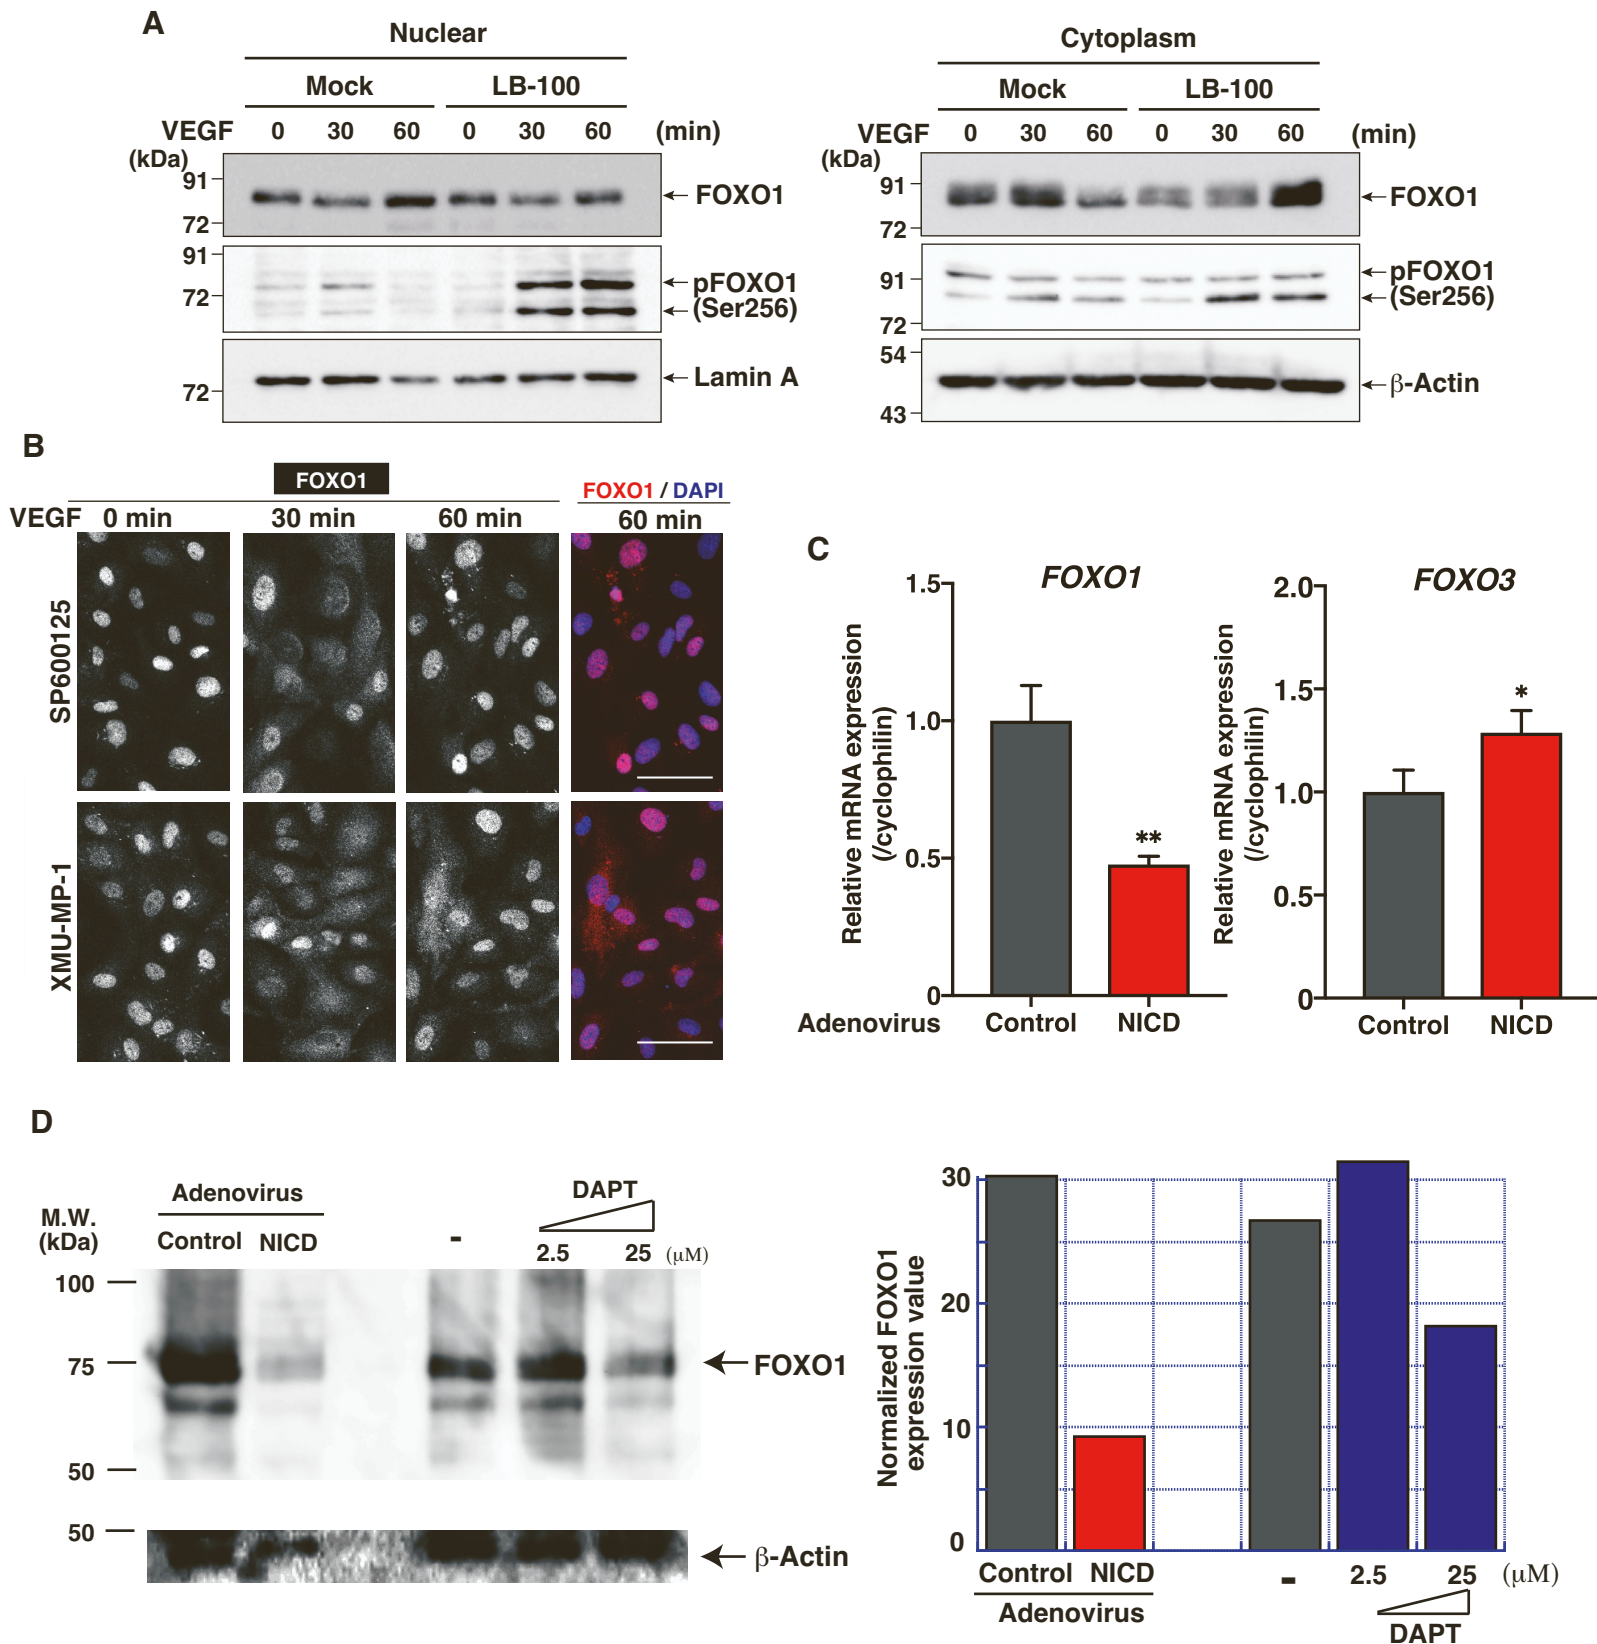 A
Nuclear
Mock LB-100
VEGF 0 30 60 0 30 60 (min)
(kDa)
91
72
FOXO1
91
72
pFOXO1
(Ser256)
72
Lamin A
Cytoplasm
Mock LB-100
VEGF 0 30 60 0 30 60 (min)
(kDa)
91
72
FOXO1
91
72
pFOXO1
(Ser256)
54
43
β-Actin
B
FOXO1
FOXO1 / DAPI
VEGF 0 min 30 min 60 min 60 min
SP600125
XMU-MP-1
C
FOXO1
Relative mRNA expression
(/cyclophilin)
1.5
1.0
0.5
0
**
Adenovirus Control NICD
FOXO3
Relative mRNA expression
(/cyclophilin)
2.0
1.5
1.0
0.5
0
*
Control NICD
D
Adenovirus
DAPT
M.W.
(kDa)
Control NICD - 2.5 25 (μM)
100
75
50
FOXO1
50
β-Actin
Normalized FOXO1
expression value
30
20
10
0
Control NICD - 2.5 25 (μM)
Adenovirus
DAPT